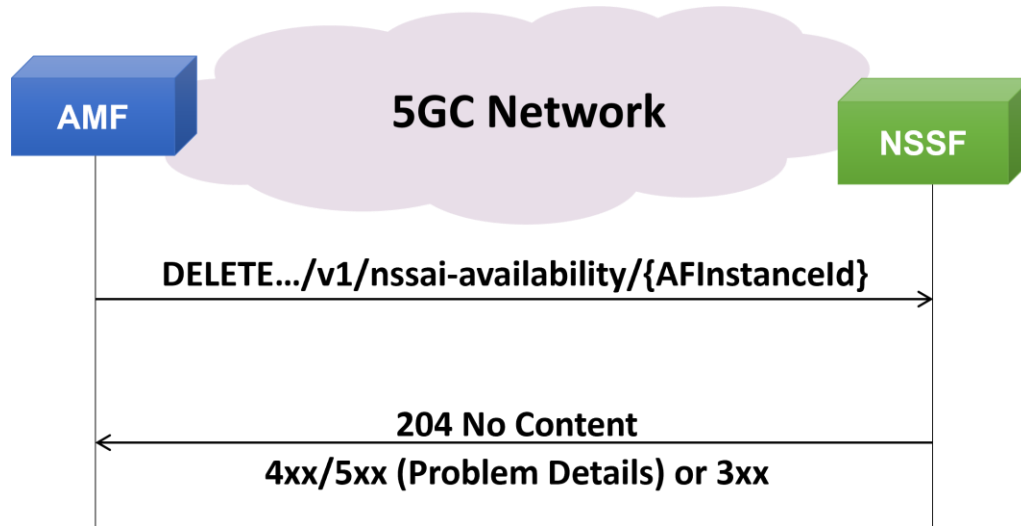 5GC Network
AMF
NSSF
DELETE.../v1/nssai-availability/{AFInstanceId}
204 No Content
4xx/5xx (Problem Details) or 3xx